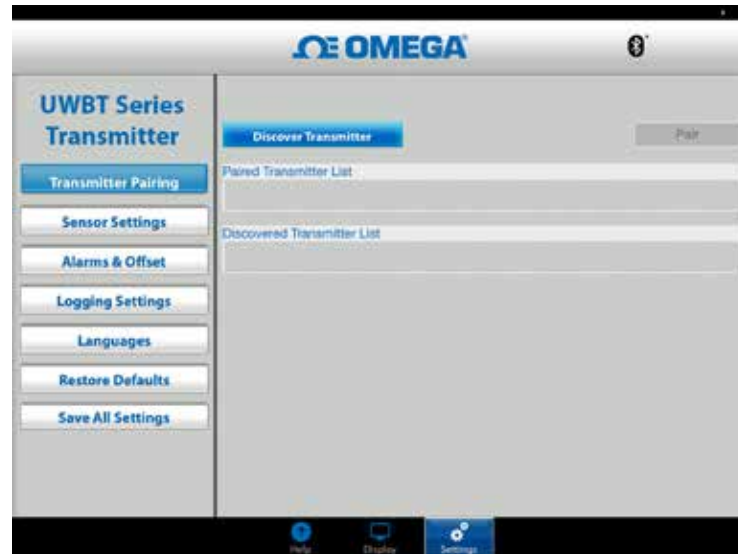 OMEGA
UWBT Series
Transmitter
Discover Transmitter
Pair
Transmitter Pairing
Paired Transmitter List
Sensor Settings
Discovered Transmitter List
Alarms & Offset
Logging Settings
Languages
Restore Defaults
Save All Settings
Help
Display
Settings